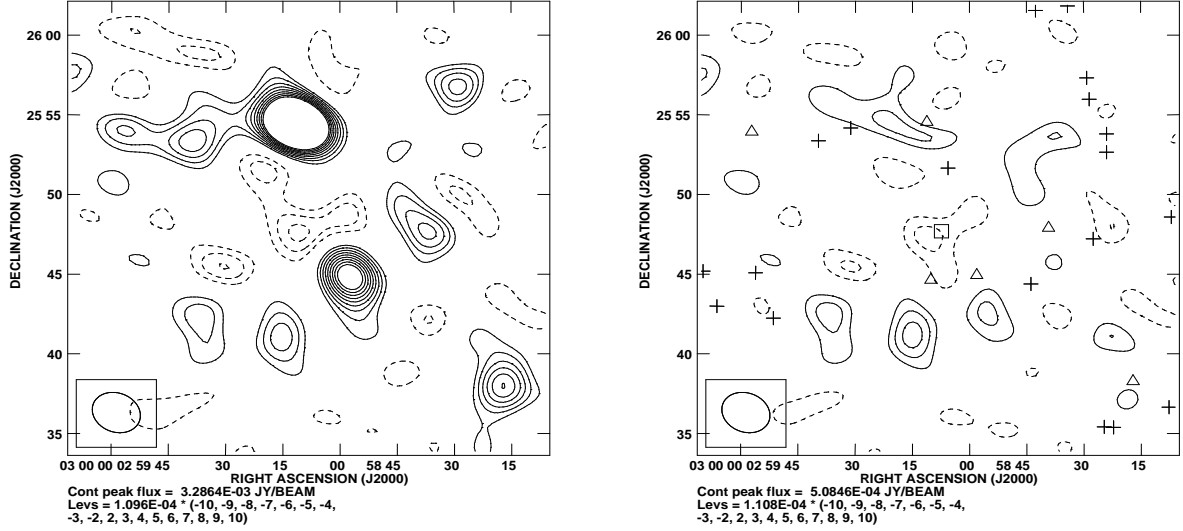 26 00
25 55
50
45
40
35
DECLINATION (J2000)
03 00 00 02 59 45
30
15
00
58 45
30
15
RIGHT ASCENSION (J2000)
Cont peak flux = 3.2864E-03 JY/BEAM
Levs = 1.096E-04 * (-10, -9, -8, -7, -6, -5, -4,
-3, -2, 2, 3, 4, 5, 6, 7, 8, 9, 10)
26 00
25 55
50
45
40
35
DECLINATION (J2000)
03 00 00 02 59 45
30
15
00
58 45
30
15
RIGHT ASCENSION (J2000)
Cont peak flux = 5.0846E-04 JY/BEAM
Levs = 1.108E-04 * (-10, -9, -8, -7, -6, -5, -4,
-3, -2, 2, 3, 4, 5, 6, 7, 8, 9, 10)